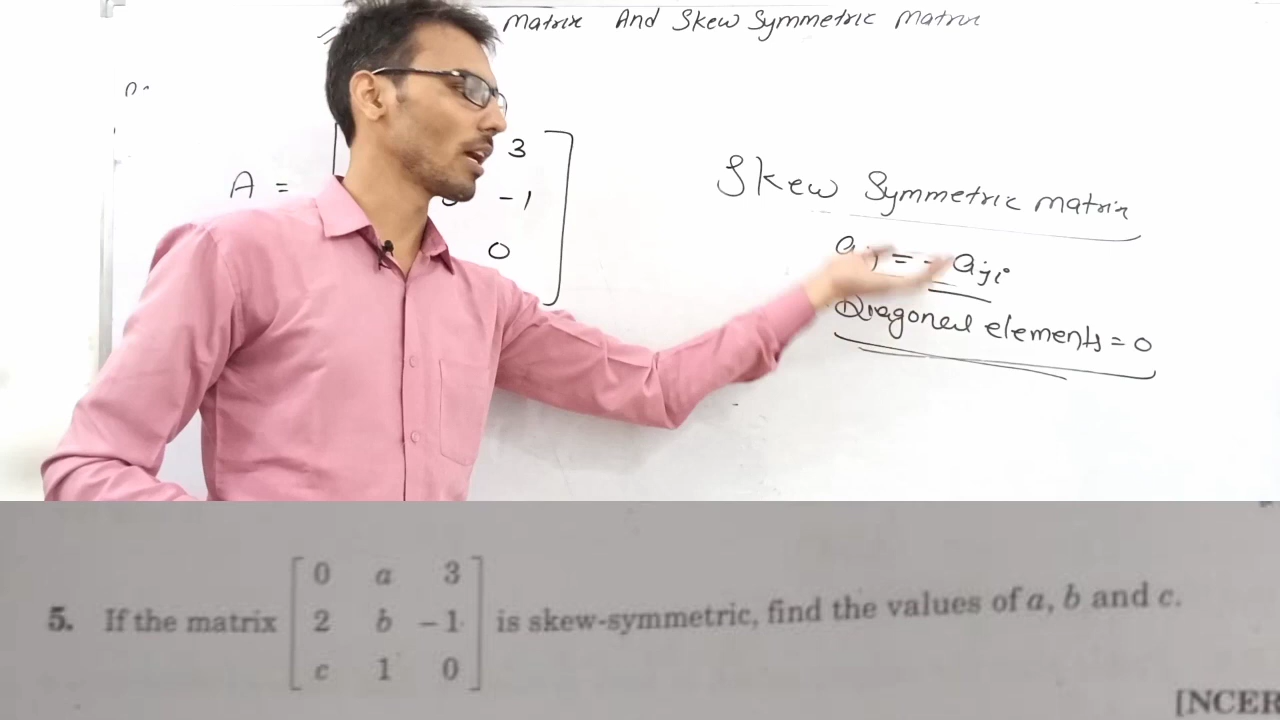 Matrix And Skew Symmetric Matrix
3
A = -1
0
Skew Symmetric Matrix
= - aji
Diagonal elements = 0
0 a 3
5. If the matrix 2 b -1 is skew-symmetric, find the values of a, b and c.
c 1 0
[NCER